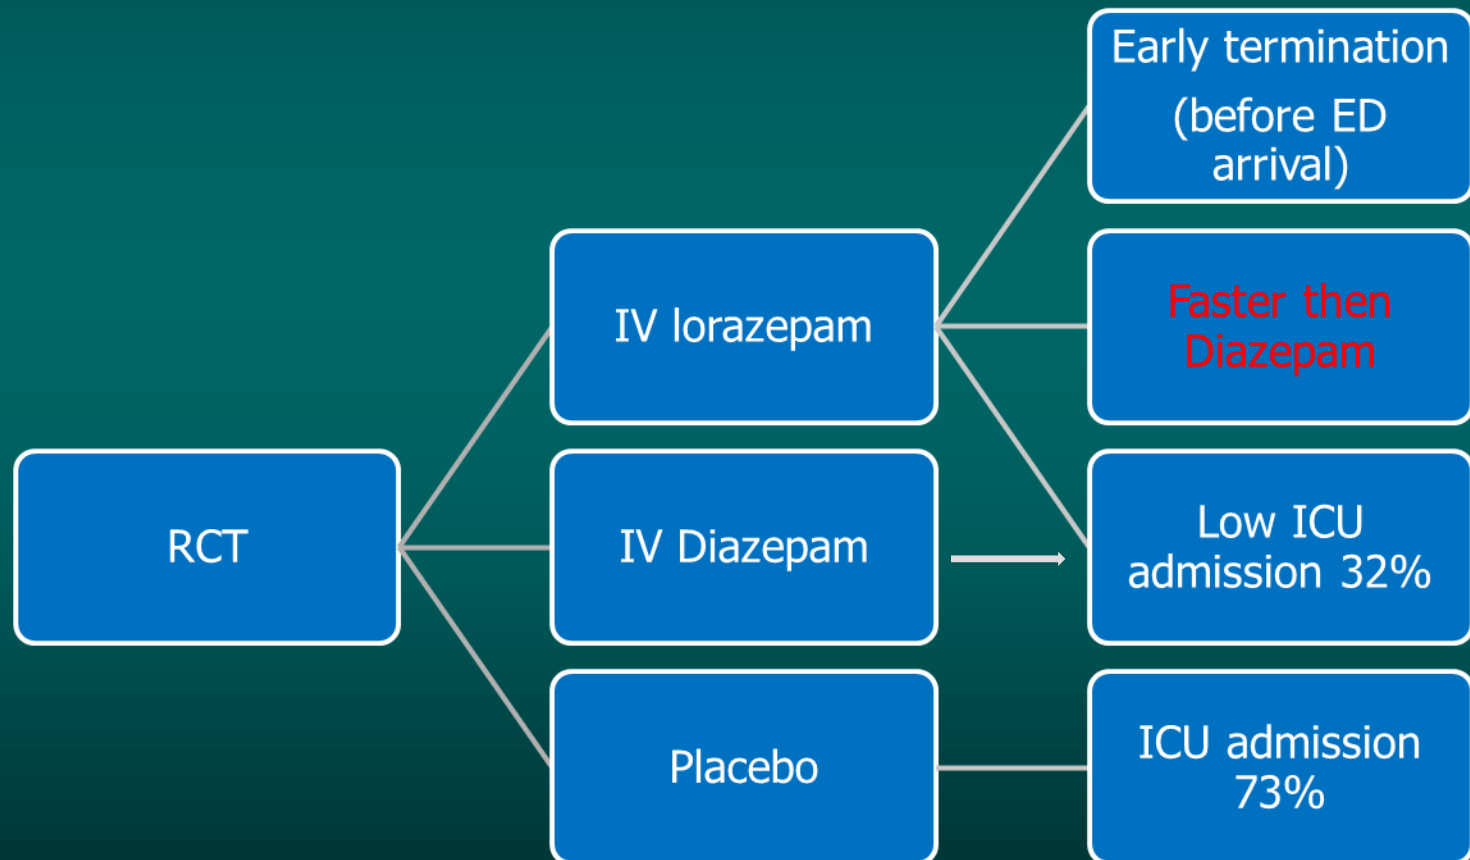 Early termination
(before ED
arrival)
IV lorazepam
Faster then
Diazepam
RCT
IV Diazepam
Low ICU
admission 32%
Placebo
ICU admission
73%